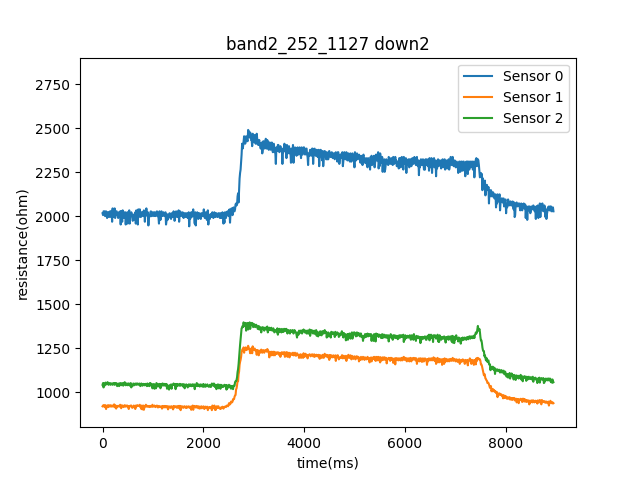 band2_252_1127 down2
Sensor 0
Sensor 1
Sensor 2
resistance(ohm)
2750
2500
2250
2000
1750
1500
1250
1000
0 2000 4000 6000 8000
time(ms)